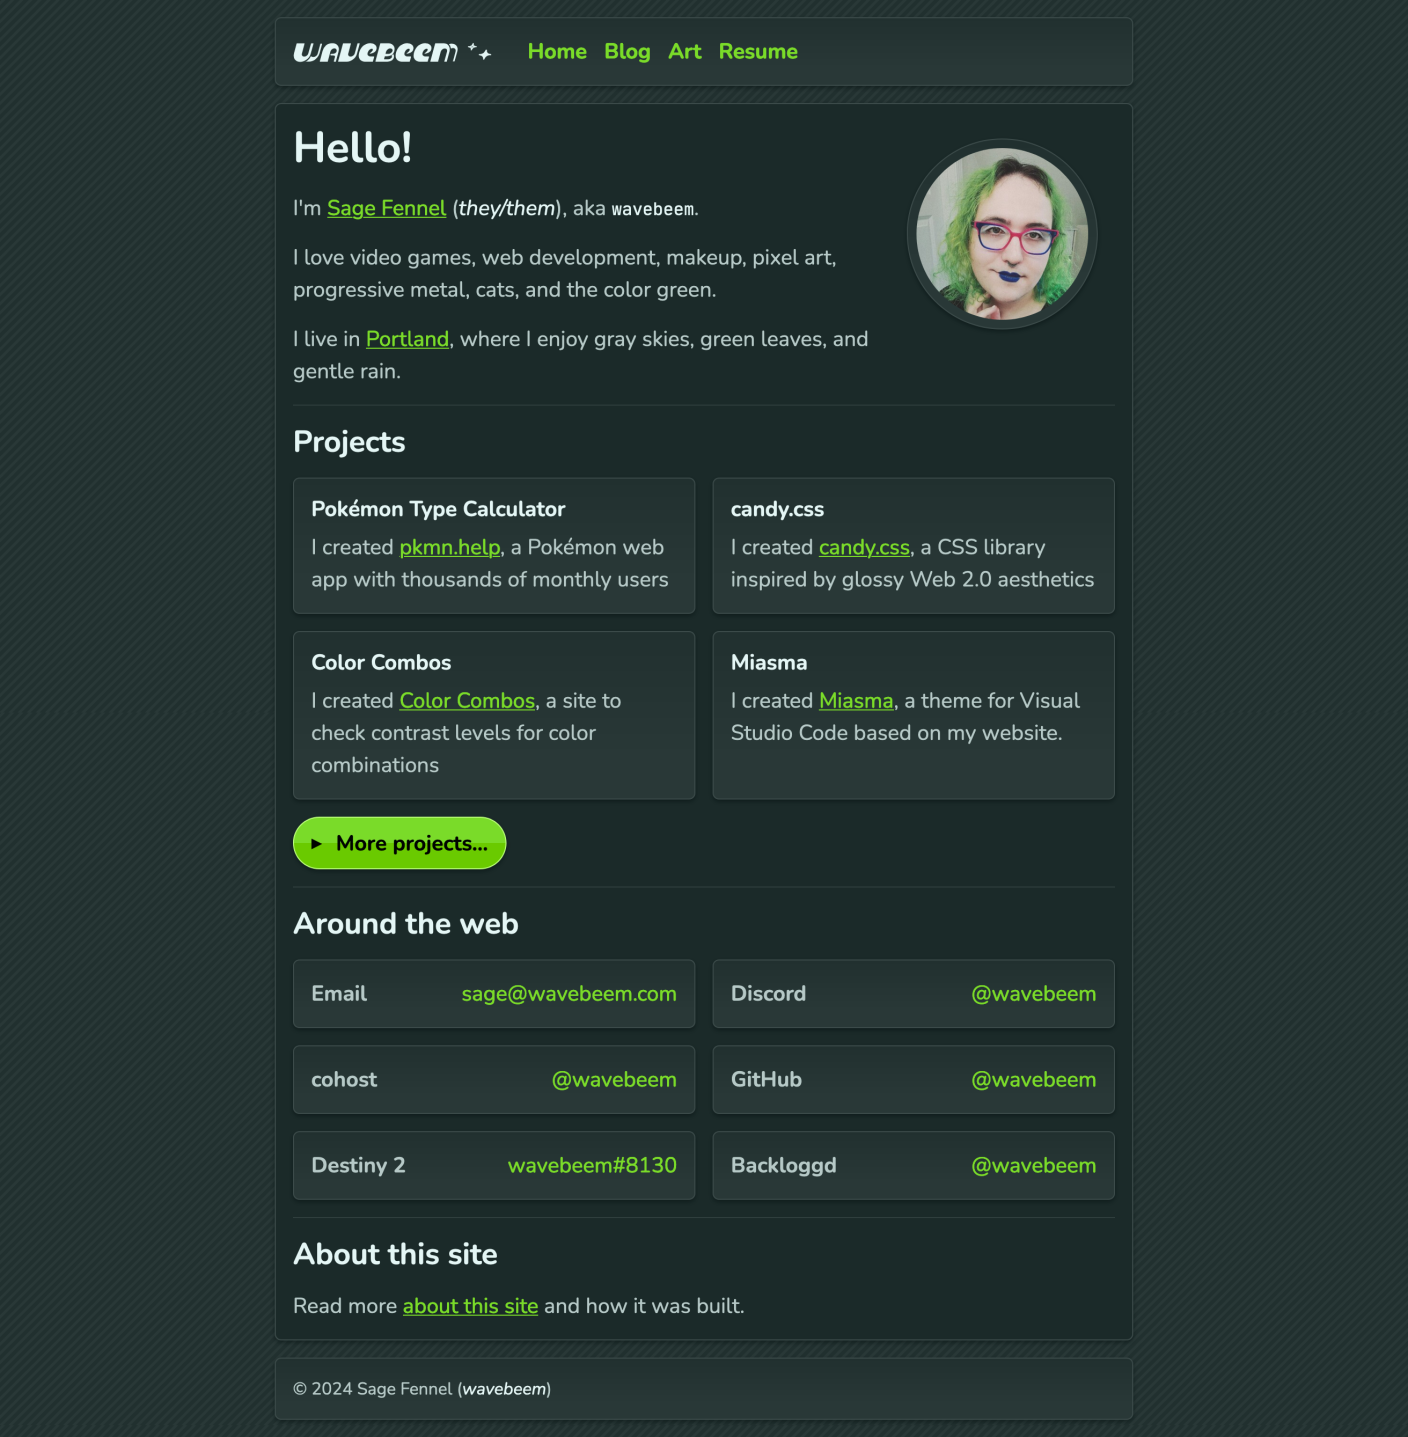 wavebeem
Home Blog Art Resume
Hello!
I'm Sage Fennel (they/them), aka wavebeem.
I love video games, web development, makeup, pixel art,
progressive metal, cats, and the color green.
I live in Portland, where I enjoy gray skies, green leaves, and
gentle rain.
Projects
Pokémon Type Calculator
I created pkmn.help, a Pokémon web
app with thousands of monthly users
candy.css
I created candy.css, a CSS library
inspired by glossy Web 2.0 aesthetics
Color Combos
I created Color Combos, a site to
check contrast levels for color
combinations
Miasma
I created Miasma, a theme for Visual
Studio Code based on my website.
► More projects...
Around the web
Email sage@wavebeem.com
Discord @wavebeem
cohost @wavebeem
GitHub @wavebeem
Destiny 2 wavebeem#8130
Backloggd @wavebeem
About this site
Read more about this site and how it was built.
© 2024 Sage Fennel (wavebeem)